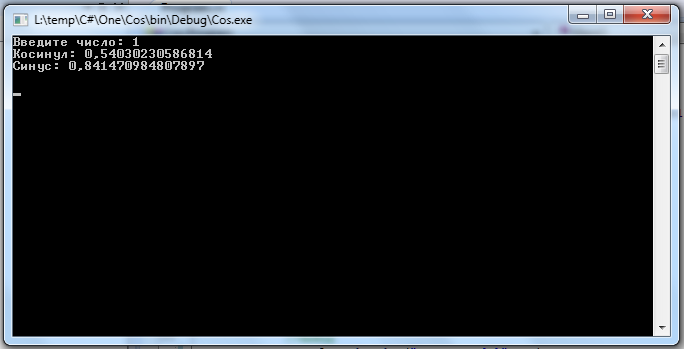 L:\temp\C#\One\Cos\bin\Debug\Cos.exe
Введите число: 1
Косинул: 0,54030230586814
Синус: 0,841470984807897